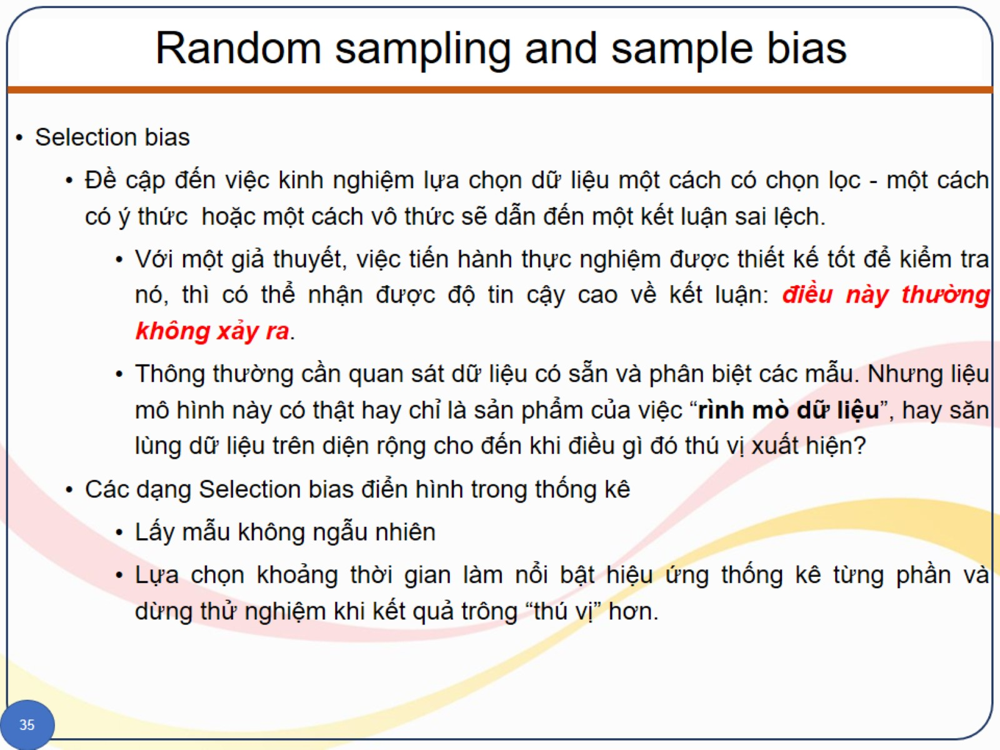 Random sampling and sample bias
• Selection bias
• Đề cập đến việc kinh nghiệm lựa chọn dữ liệu một cách có chọn lọc - một cách
có ý thức  hoặc một cách vô thức sẽ dẫn đến một kết luận sai lệch.
• Với một giả thuyết, việc tiến hành thực nghiệm được thiết kế tốt để kiểm tra
nó, thì có thể nhận được độ tin cậy cao về kết luận: điều này thường
không xảy ra.
• Thông thường cần quan sát dữ liệu có sẵn và phân biệt các mẫu. Nhưng liệu
mô hình này có thật hay chỉ là sản phẩm của việc “rình mò dữ liệu”, hay săn
lùng dữ liệu trên diện rộng cho đến khi điều gì đó thú vị xuất hiện?
• Các dạng Selection bias điển hình trong thống kê
• Lấy mẫu không ngẫu nhiên
• Lựa chọn khoảng thời gian làm nổi bật hiệu ứng thống kê từng phần và
dừng thử nghiệm khi kết quả trông “thú vị” hơn.
35